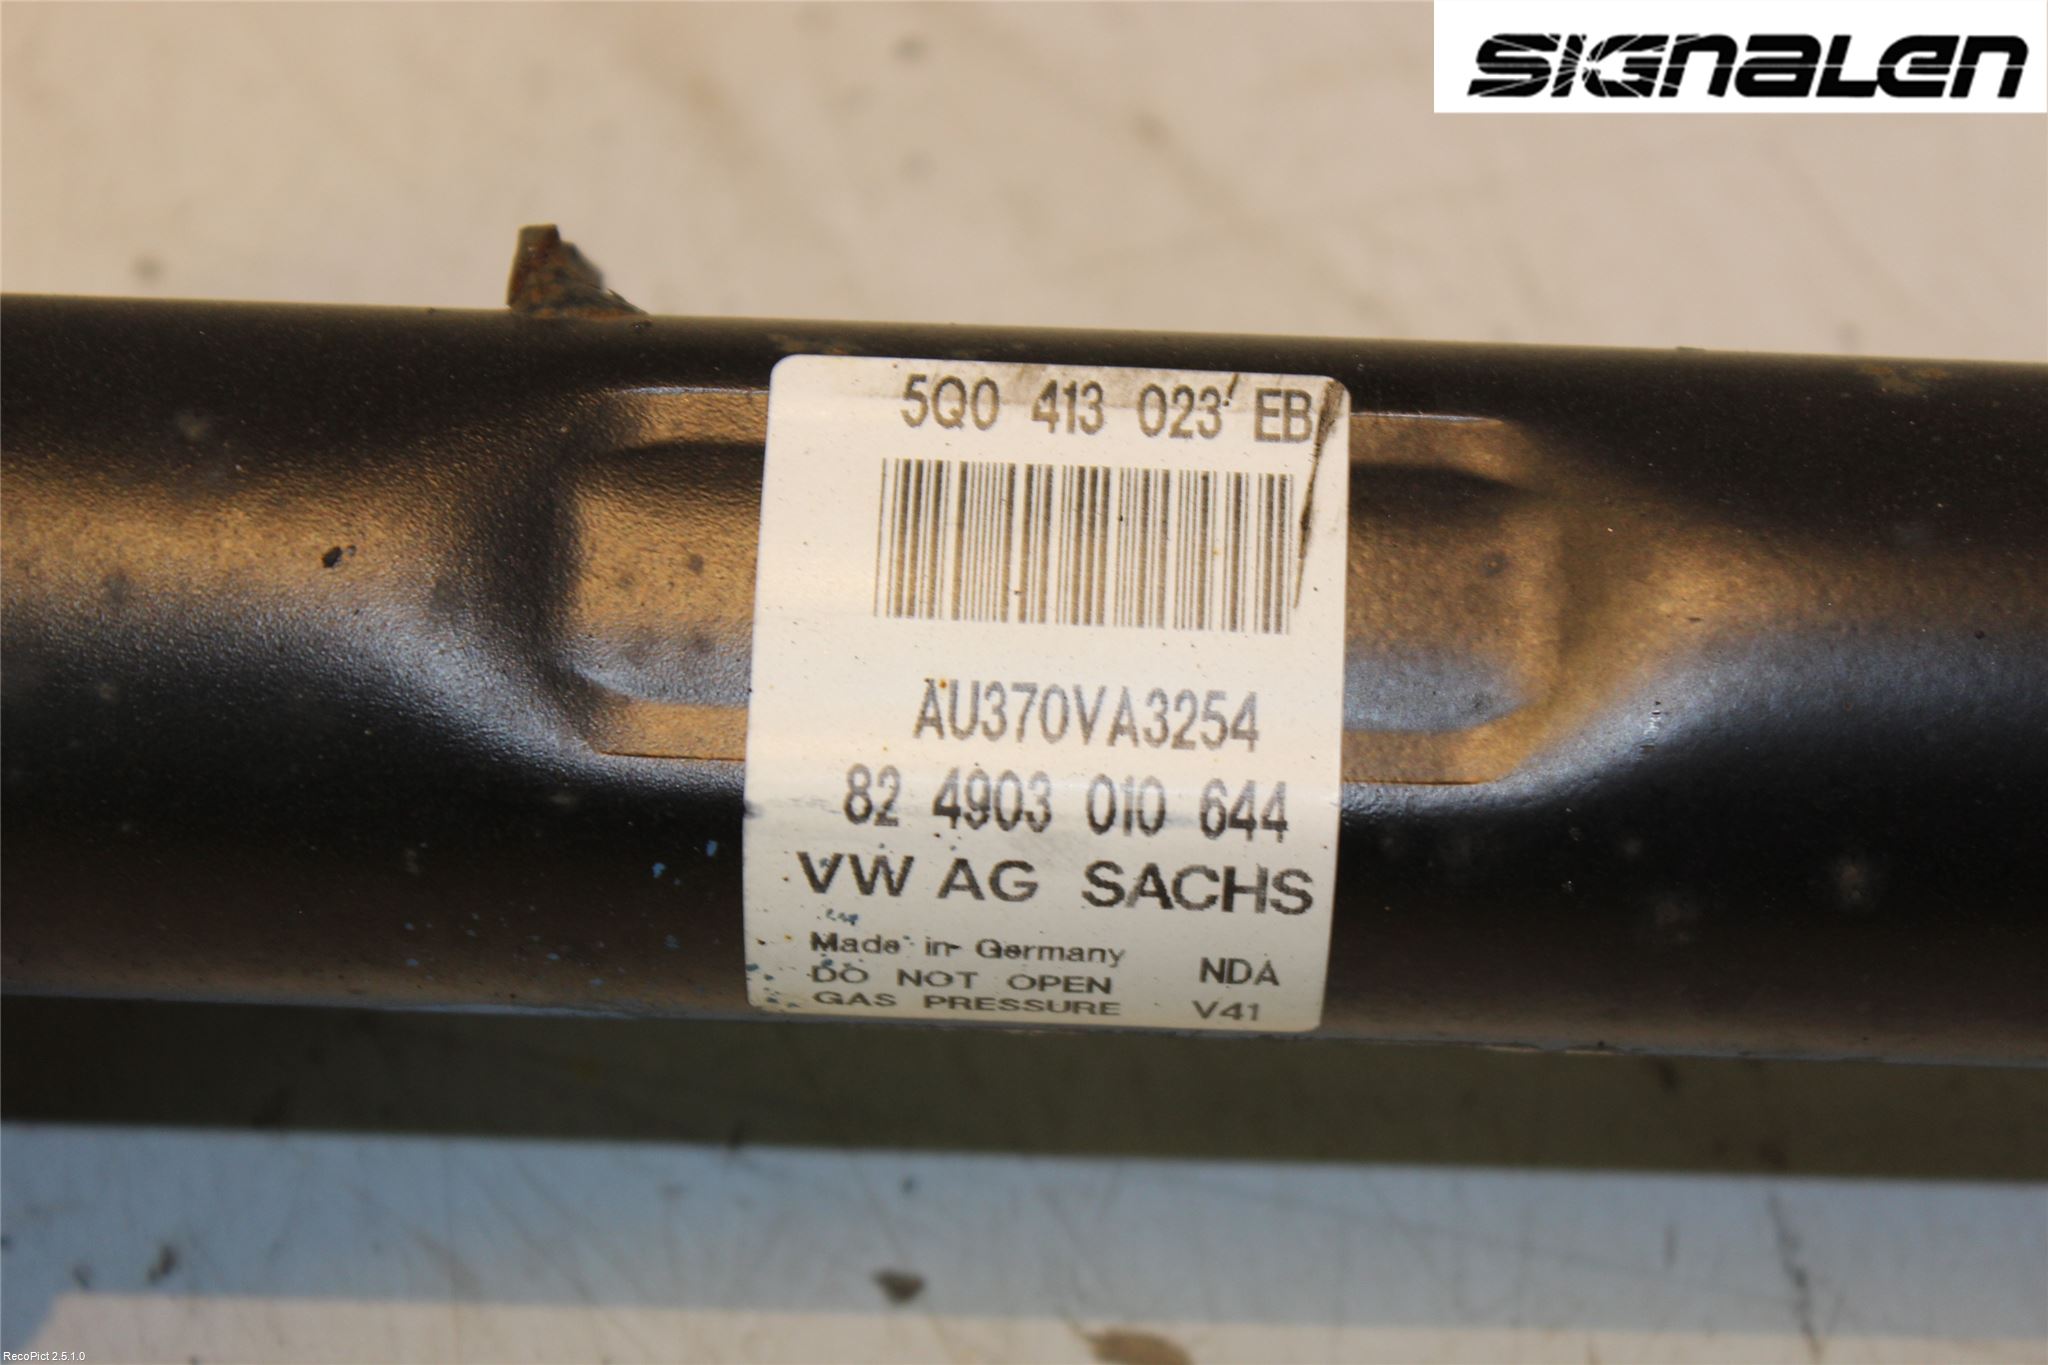 SIGNALEN
5Q0 413 023 EB
AU370VA3254
82 4903 010 644
VW AG SACHS
Made in Germany NDA
DO NOT OPEN
GAS PRESSURE V41
RecoPict 2.5.1.0